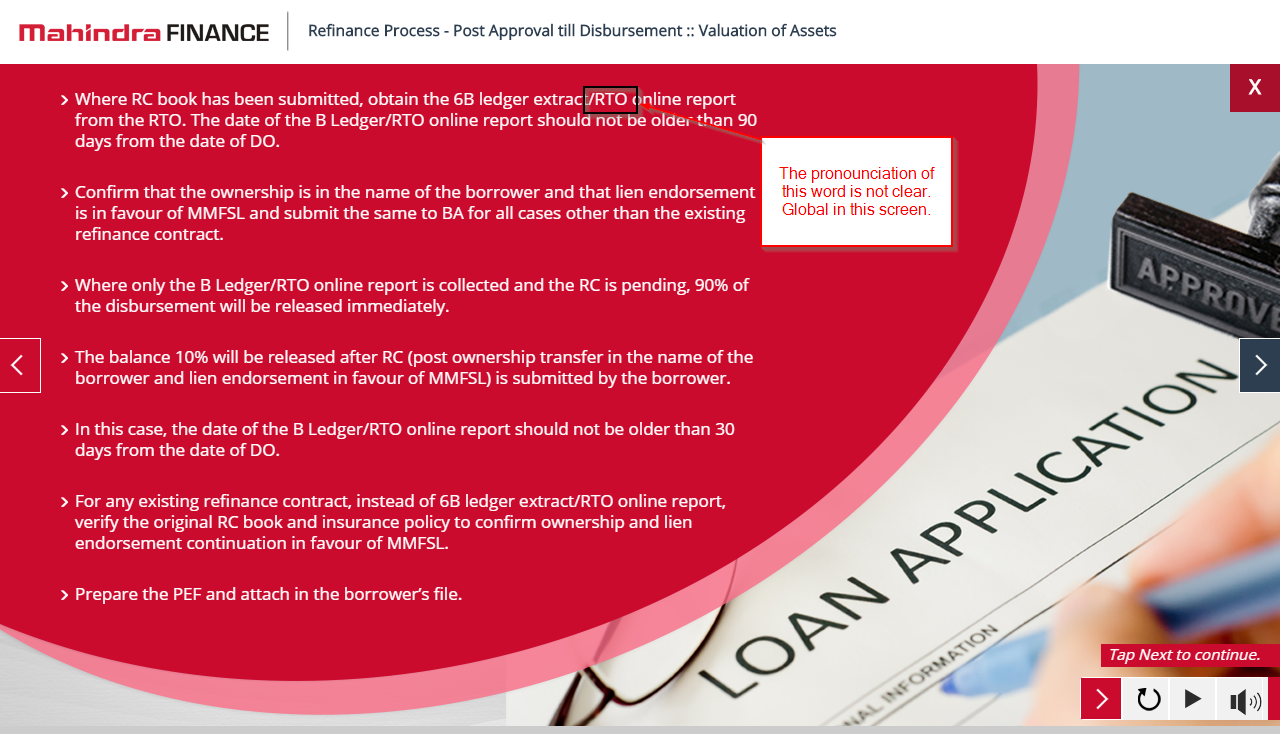 Mahindra FINANCE
Refinance Process - Post Approval till Disbursement :: Valuation of Assets
X
Where RC book has been submitted, obtain the 6B ledger extract/RTO online report
from the RTO. The date of the B Ledger/RTO online report should not be older than 90
days from the date of DO.
The pronounciation of
this word is not clear.
Global in this screen.
Confirm that the ownership is in the name of the borrower and that lien endorsement
is in favour of MMFSL and submit the same to BA for all cases other than the existing
refinance contract.
Where only the B Ledger/RTO online report is collected and the RC is pending, 90% of
the disbursement will be released immediately.
The balance 10% will be released after RC (post ownership transfer in the name of the
borrower and lien endorsement in favour of MMFSL) is submitted by the borrower.
In this case, the date of the B Ledger/RTO online report should not be older than 30
days from the date of DO.
For any existing refinance contract, instead of 6B ledger extract/RTO online report,
verify the original RC book and insurance policy to confirm ownership and lien
endorsement continuation in favour of MMFSL.
Prepare the PEF and attach in the borrower's file.
APPROVE
LOAN APPLICATION
NAL INFORMATION
Tap Next to continue.